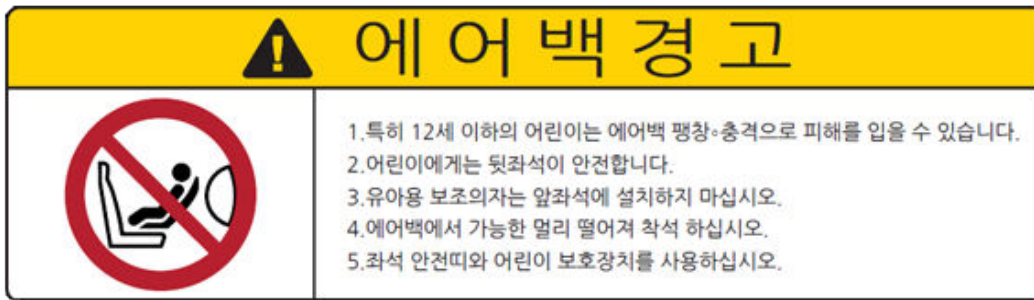 에어백경고
1.특히 12세 이하의 어린이는 에어백 팽창∘충격으로 피해를 입을 수 있습니다.
2.어린이에게는 뒷좌석이 안전합니다.
3.유아용 보조의자는 앞좌석에 설치하지 마십시오.
4.에어백에서 가능한 멀리 떨어져 착석 하십시오.
5.좌석 안전띠와 어린이 보호장치를 사용하십시오.